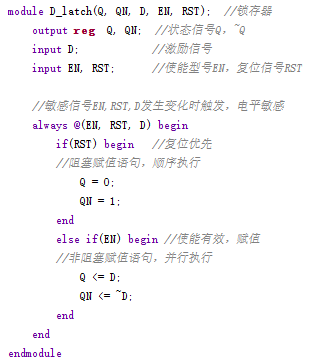 module D_latch(Q, QN, D, EN, RST);  //锁存器
    output reg  Q, QN;  //状态信号Q,~Q
    input D;            //激励信号
    input EN, RST;      //使能型号EN,复位信号RST

    //敏感信号EN,RST,D发生变化时触发,电平敏感
    always @(EN, RST, D) begin
        if(RST) begin   //复位优先
        //阻塞赋值语句,顺序执行
            Q = 0;
            QN = 1;
        end
        else if(EN) begin //使能有效,赋值
        //非阻塞赋值语句,并行执行
            Q <= D;
            QN <= ~D;
        end
    end
endmodule